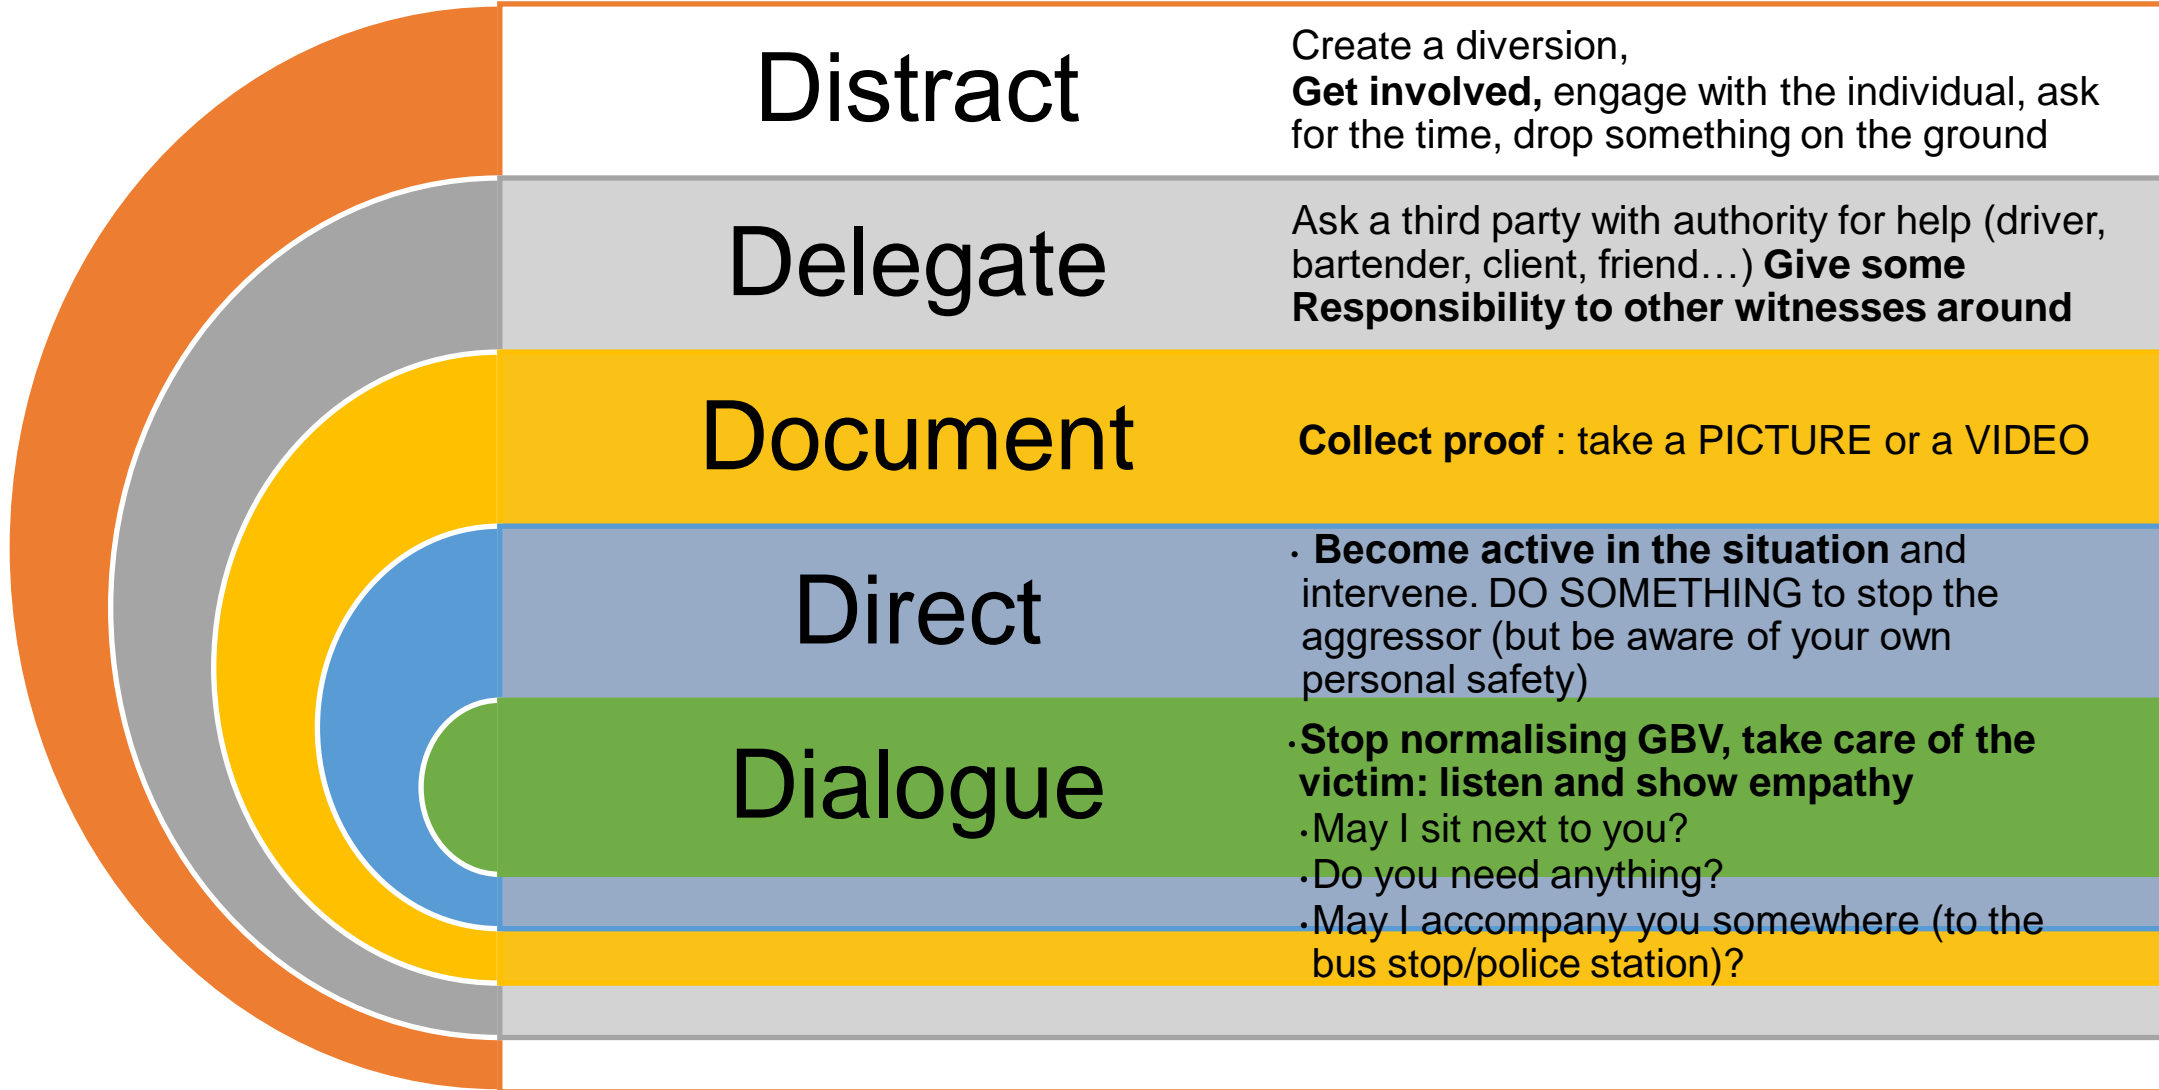 Distract
Create a diversion,
Get involved, engage with the individual, ask
for the time, drop something on the ground
Delegate
Ask a third party with authority for help (driver,
bartender, client, friend…) Give some
Responsibility to other witnesses around
Document
Collect proof : take a PICTURE or a VIDEO
Direct
• Become active in the situation and
intervene. DO SOMETHING to stop the
aggressor (but be aware of your own
personal safety)
Dialogue
•Stop normalising GBV, take care of the
victim: listen and show empathy
•May I sit next to you?
•Do you need anything?
•May I accompany you somewhere (to the
bus stop/police station)?